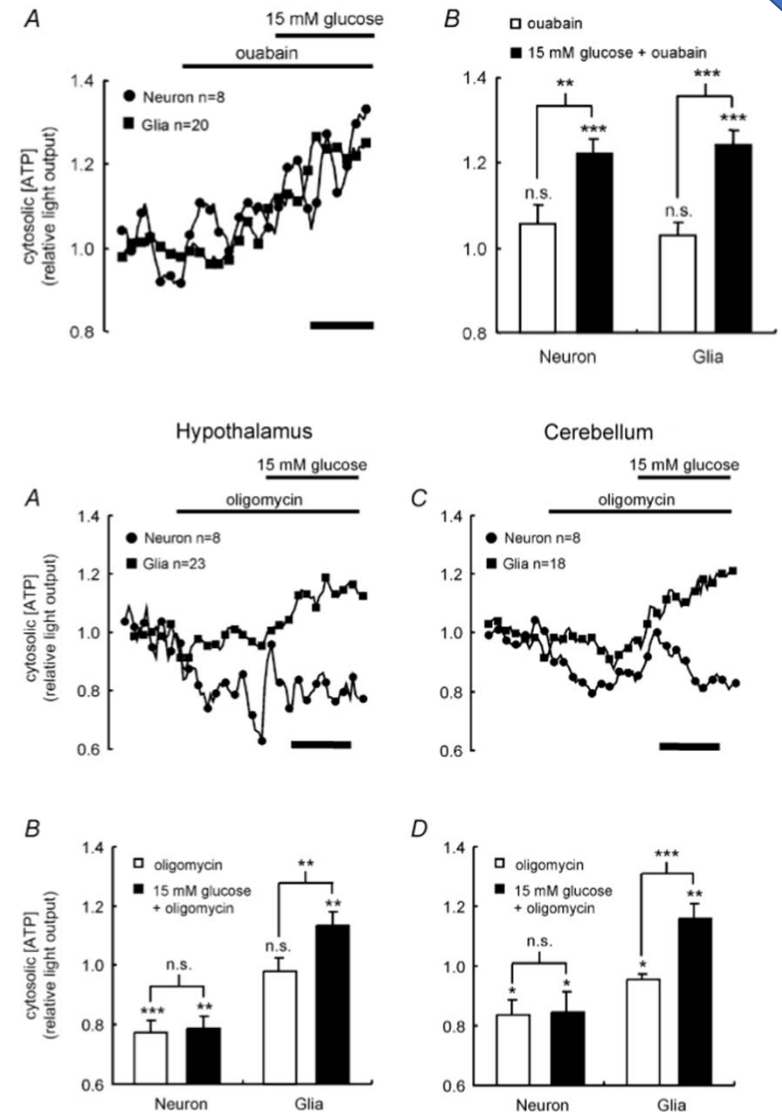 A
15 mM glucose
ouabain
Neuron n=8
Glia n=20
cytosolic [ATP]
(relative light output)
1.4
1.2
1.0
0.8
B
ouabain
15 mM glucose + ouabain
1.4
1.2
1.0
0.8
n.s.
**
***
n.s.
***
***
Neuron
Glia
Hypothalamus
A
15 mM glucose
oligomycin
Neuron n=8
Glia n=23
cytosolic [ATP]
(relative light output)
1.4
1.2
1.0
0.8
0.6
Cerebellum
C
15 mM glucose
oligomycin
Neuron n=8
Glia n=18
1.4
1.2
1.0
0.8
0.6
B
oligomycin
15 mM glucose
+ oligomycin
cytosolic [ATP]
(relative light output)
1.4
1.2
1.0
0.8
0.6
n.s.
***
**
**
n.s.
**
Neuron
Glia
D
oligomycin
15 mM glucose
+ oligomycin
1.4
1.2
1.0
0.8
0.6
n.s.
*
*
***
*
**
Neuron
Glia